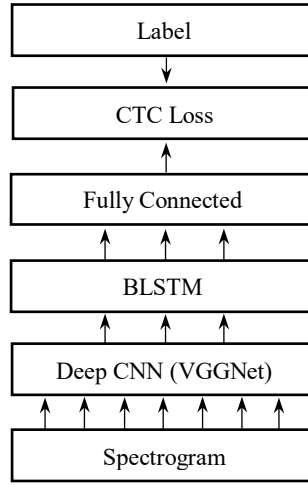 Label
CTC Loss
Fully Connected
BLSTM
Deep CNN (VGGNet)
Spectrogram